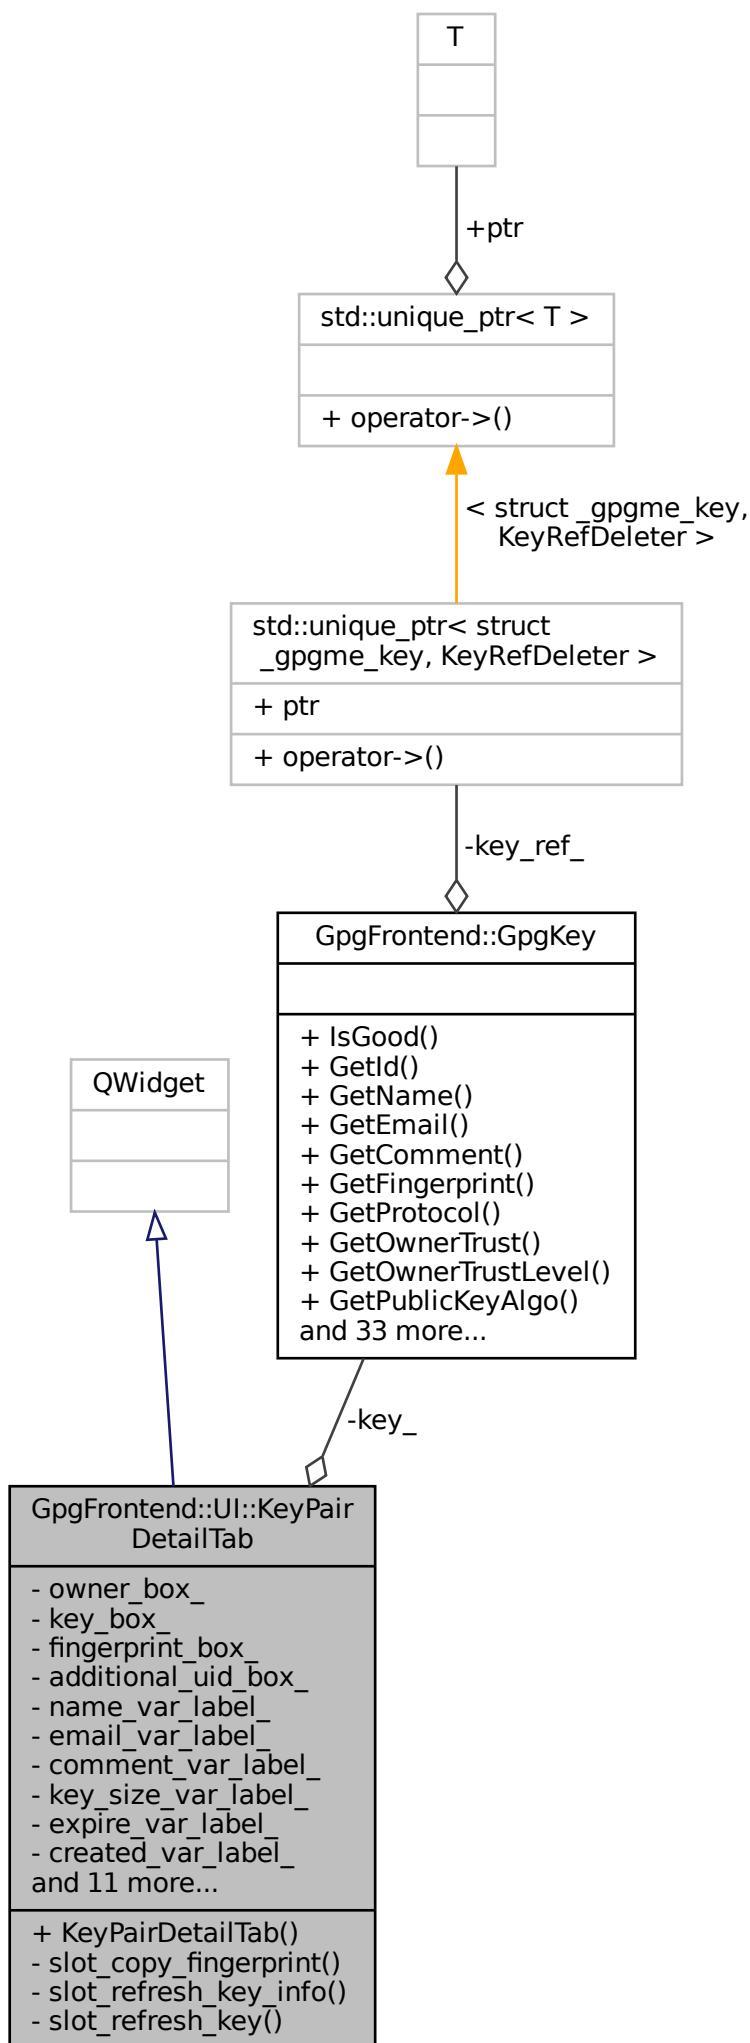 T
+ptr
std::unique_ptr< T >
+ operator->()
< struct _gpgme_key,
KeyRefDeleter >
std::unique_ptr< struct
_gpgme_key, KeyRefDeleter >
+ ptr
+ operator->()
-key_ref_
GpgFrontend::GpgKey
+ IsGood()
+ GetId()
+ GetName()
+ GetEmail()
+ GetComment()
+ GetFingerprint()
+ GetProtocol()
+ GetOwnerTrust()
+ GetOwnerTrustLevel()
+ GetPublicKeyAlgo()
and 33 more...
QWidget
-key_
GpgFrontend::UI::KeyPair
DetailTab
- owner_box_
- key_box_
- fingerprint_box_
- additional_uid_box_
- name_var_label_
- email_var_label_
- comment_var_label_
- key_size_var_label_
- expire_var_label_
- created_var_label_
and 11 more...
+ KeyPairDetailTab()
- slot_copy_fingerprint()
- slot_refresh_key_info()
- slot_refresh_key()